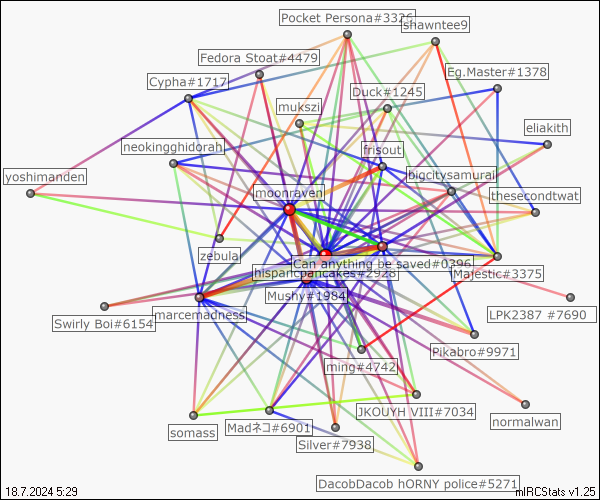 Pocket Persona#3326
shawntee9
Fedora Stoat#4479
Eg.Master#1378
Cypha#1717
Duck#1245
mukszi
eliakith
neokingghidorah
frisout
yoshimanden
bigcitysamurai
moonraven
thesecondtwat
zebula
Can anything be saved#0396
hispanicpancakes#2928
Majestic#3375
Mushy#1984
LPK2387 #7690
marcemadness
Swirly Boi#6154
Pikabro#9971
ming#4742
JKOUYH VIII#7034
normalwan
somass
Madネコ#6901
Silver#7938
DacobDacob hORNY police#5271
18.7.2024 5:29
mIRCStats v1.25